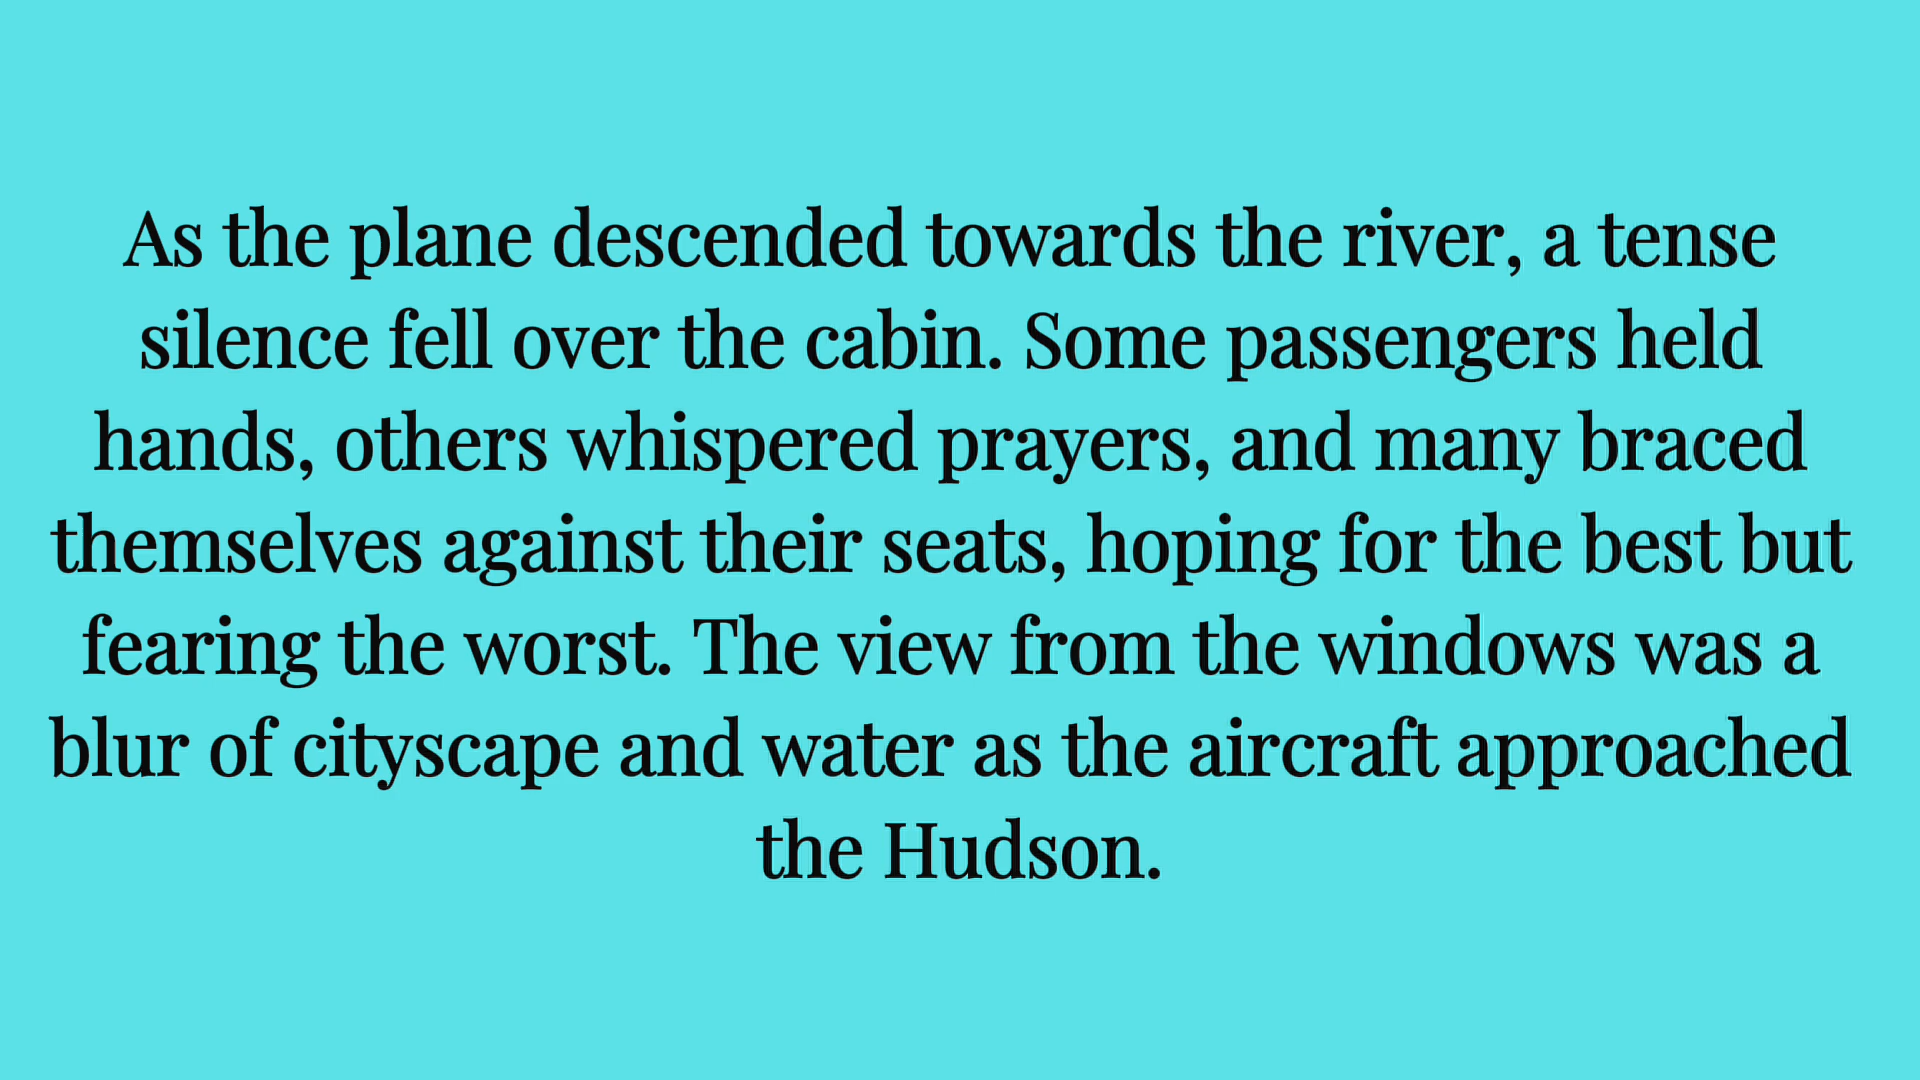 As the plane descended towards the river, a tense
silence fell over the cabin. Some passengers held
hands, others whispered prayers, and many braced
themselves against their seats, hoping for the best but
fearing the worst. The view from the windows was a
blur of cityscape and water as the aircraft approached
the Hudson.